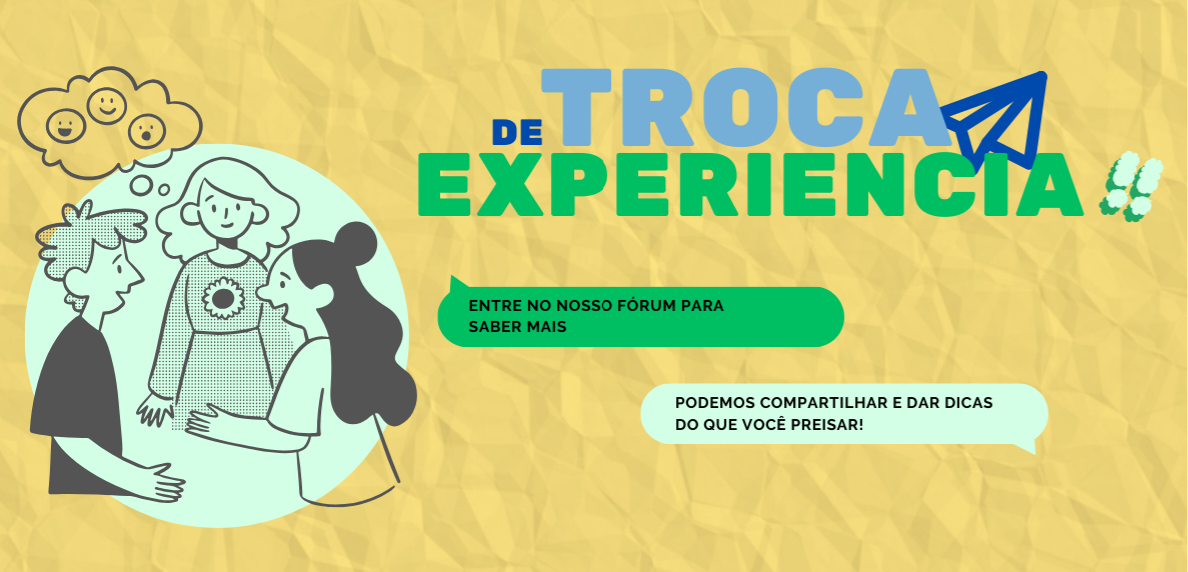 TROCA
DE
EXPERIENCIA!!
ENTRE NO NOSSO FÓRUM PARA
SABER MAIS
PODEMOS COMPARTILHAR E DAR DICAS
DO QUE VOCÊ PREISAR!